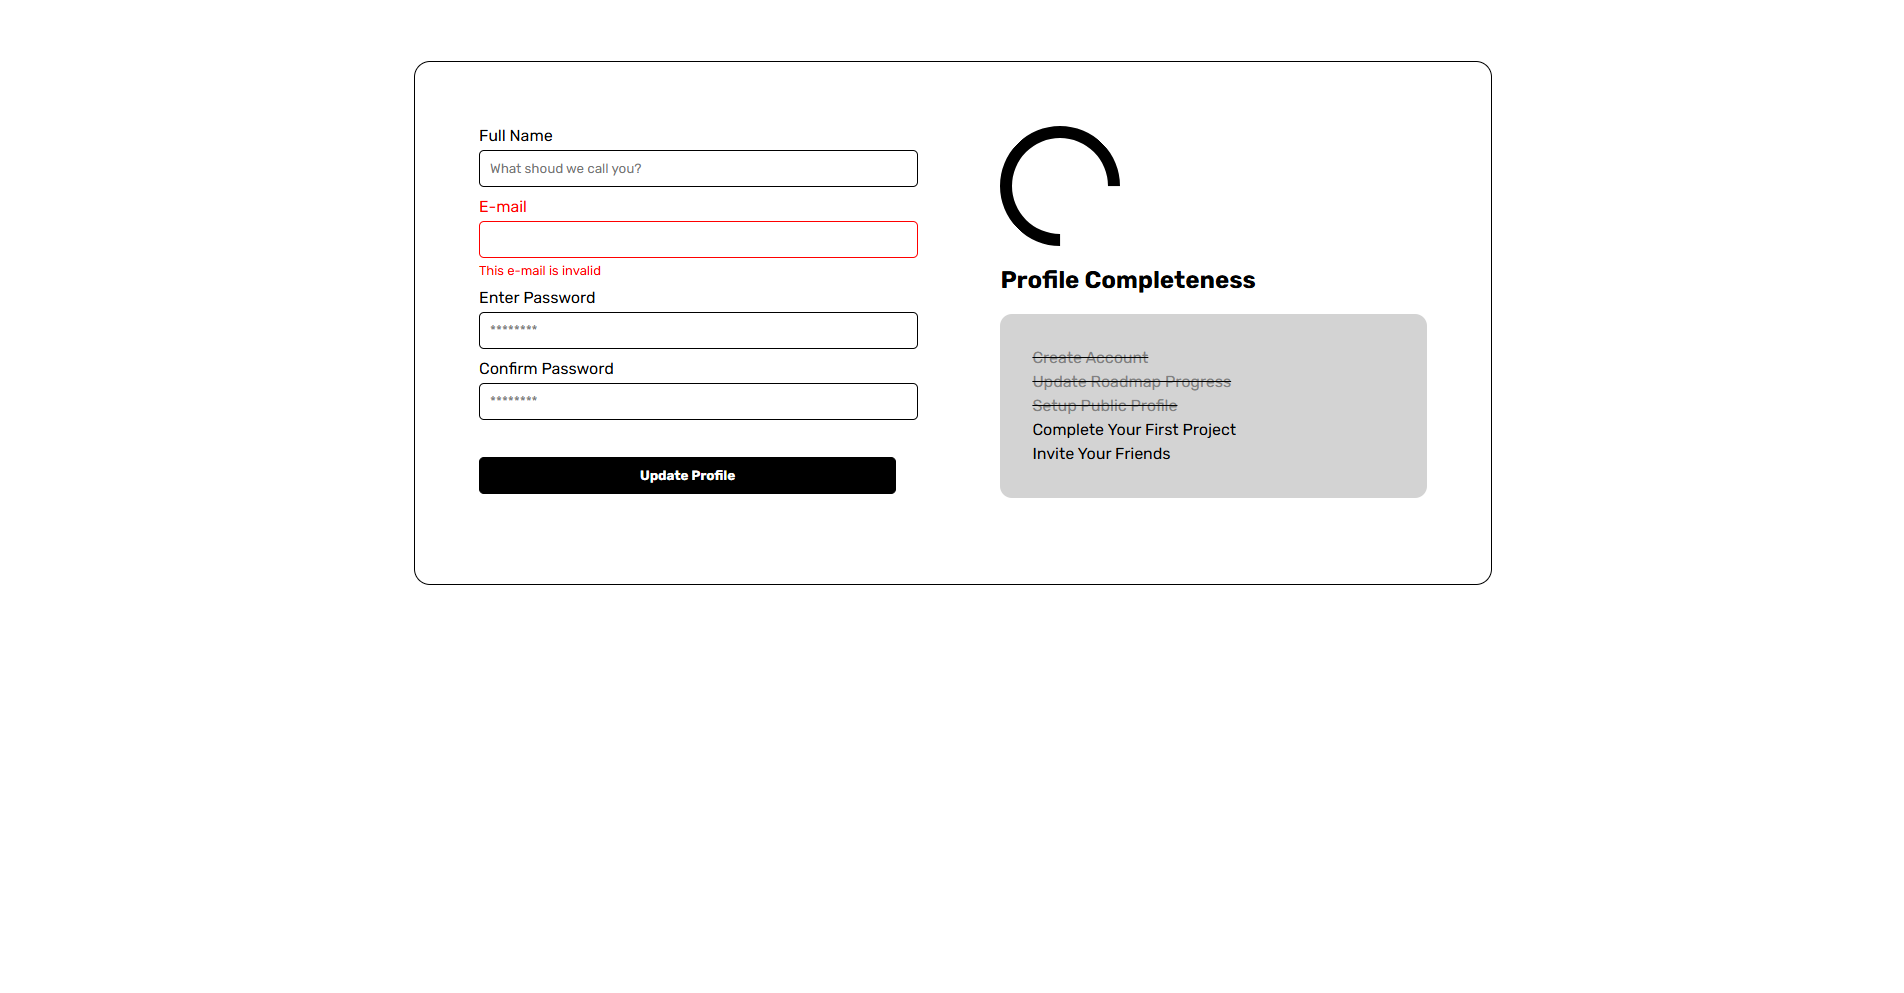 Full Name
What shoud we call you?
E-mail
This e-mail is invalid
Enter Password
********
Confirm Password
********
Update Profile
Profile Completeness
Create Account
Update Roadmap Progress
Setup Public Profile
Complete Your First Project
Invite Your Friends